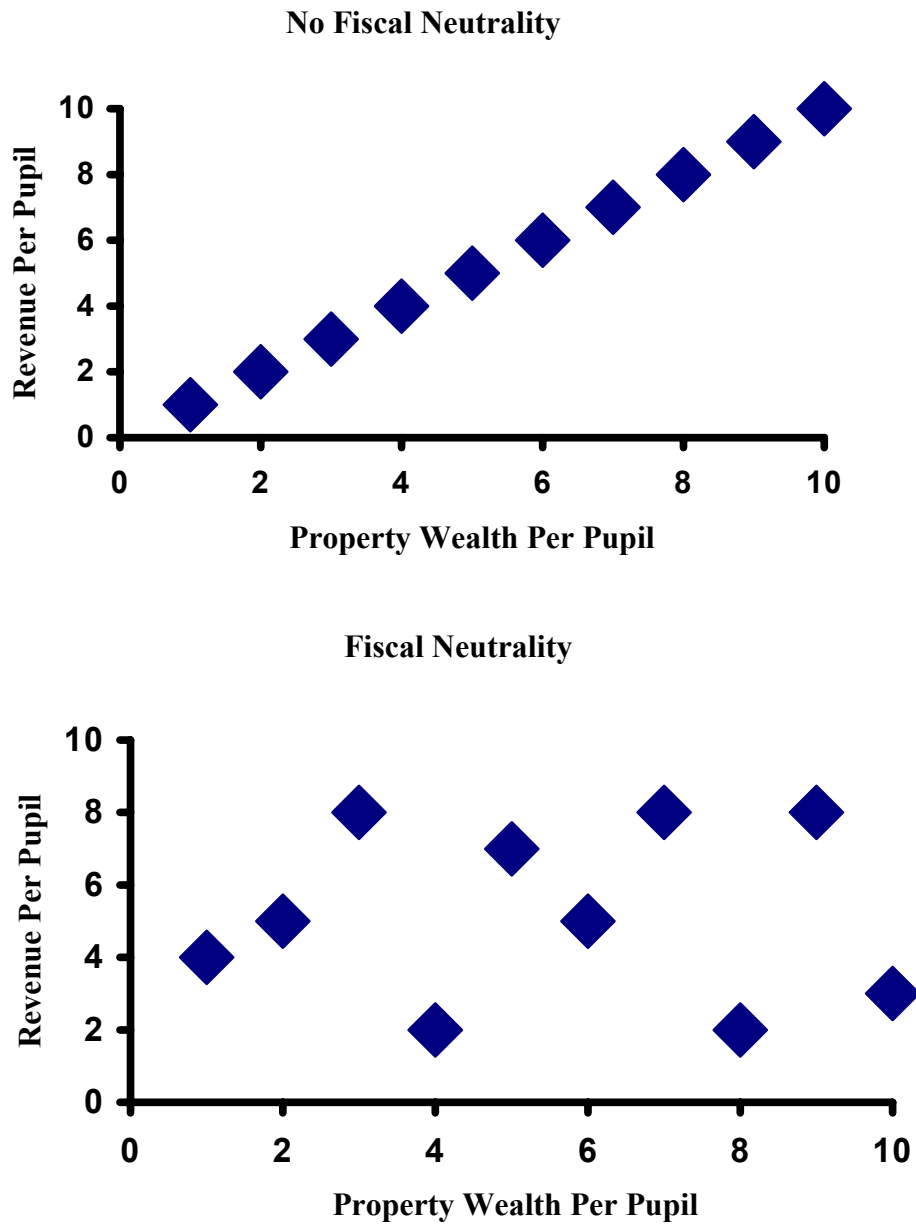 No Fiscal Neutrality
Revenue Per Pupil
10
8
6
4
2
0
0 2 4 6 8 10
Property Wealth Per Pupil
Fiscal Neutrality
Revenue Per Pupil
10
8
6
4
2
0
0 2 4 6 8 10
Property Wealth Per Pupil